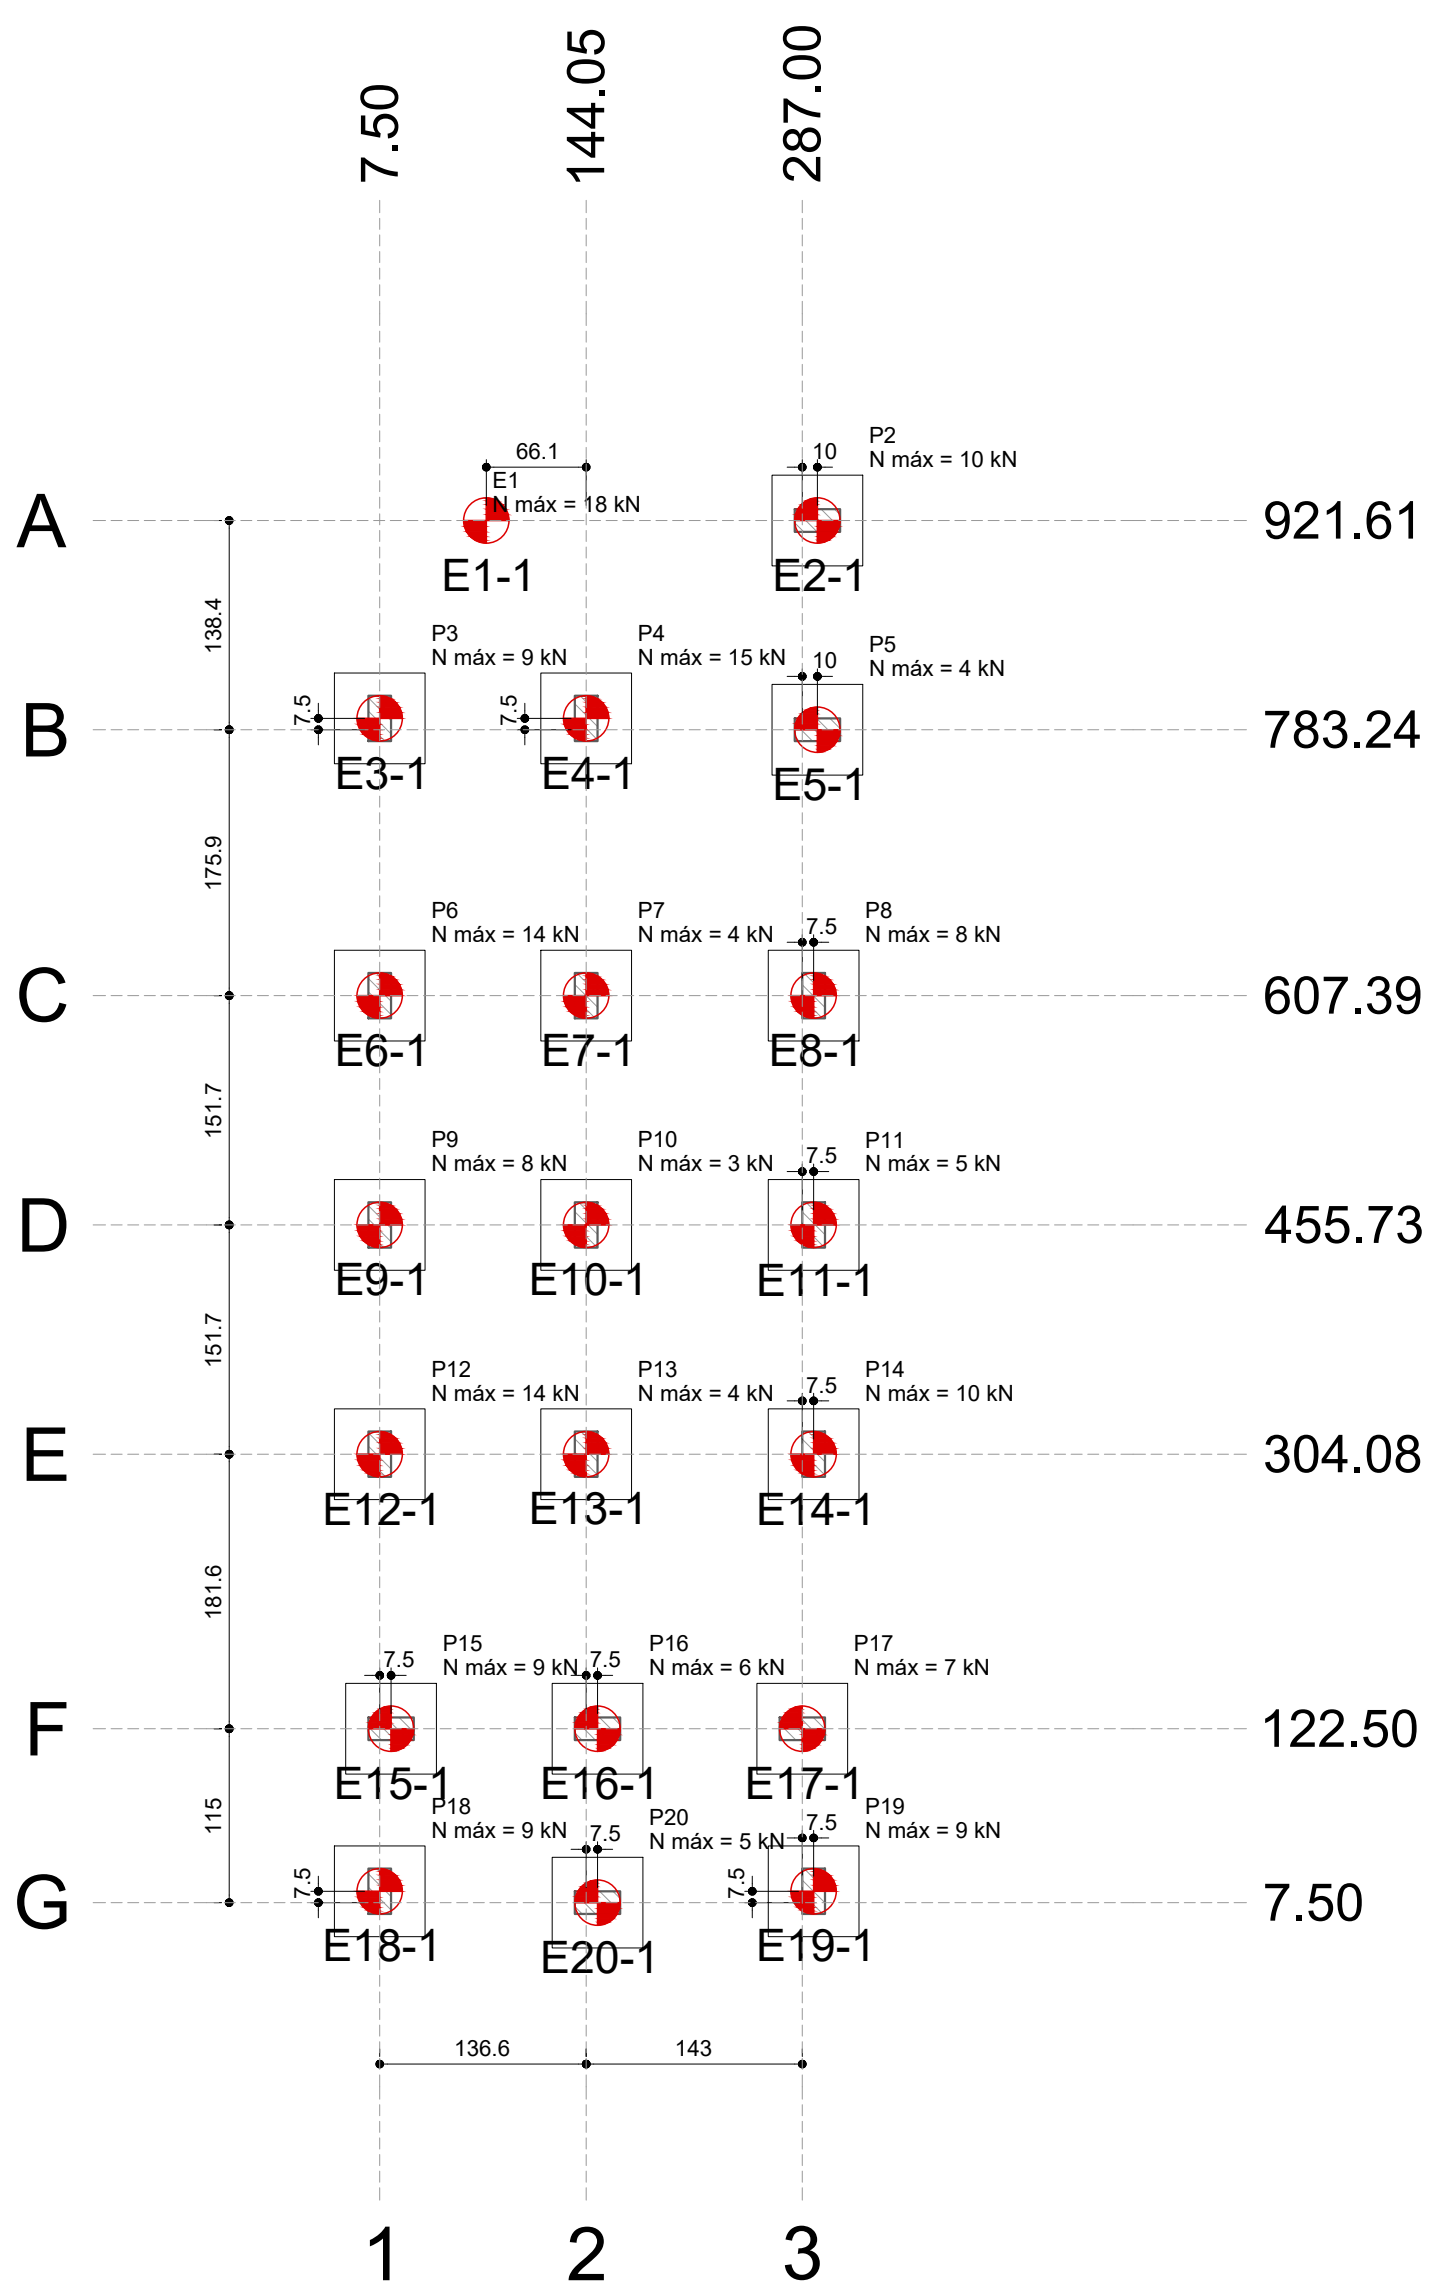 7.50
144.05
287.00
66.1
E1
N máx = 18 kN
E1-1
10
P2
N máx = 10 kN
E2-1
A
921.61
138.4
P3
N máx = 9 kN
7.5
E3-1
P4
N máx = 15 kN
7.5
E4-1
10
P5
N máx = 4 kN
E5-1
B
783.24
175.9
P6
N máx = 14 kN
E6-1
P7
N máx = 4 kN
E7-1
7.5
P8
N máx = 8 kN
E8-1
C
607.39
151.7
P9
N máx = 8 kN
E9-1
P10
N máx = 3 kN
E10-1
7.5
P11
N máx = 5 kN
E11-1
D
455.73
151.7
P12
N máx = 14 kN
E12-1
P13
N máx = 4 kN
E13-1
7.5
P14
N máx = 10 kN
E14-1
E
304.08
181.6
7.5
P15
N máx = 9 kN
E15-1
7.5
P16
N máx = 6 kN
E16-1
P17
N máx = 7 kN
E17-1
F
122.50
115
P18
N máx = 9 kN
7.5
E18-1
7.5
P20
N máx = 5 kN
E20-1
7.5
P19
N máx = 9 kN
7.5
E19-1
G
7.50
136.6
143
1
2
3